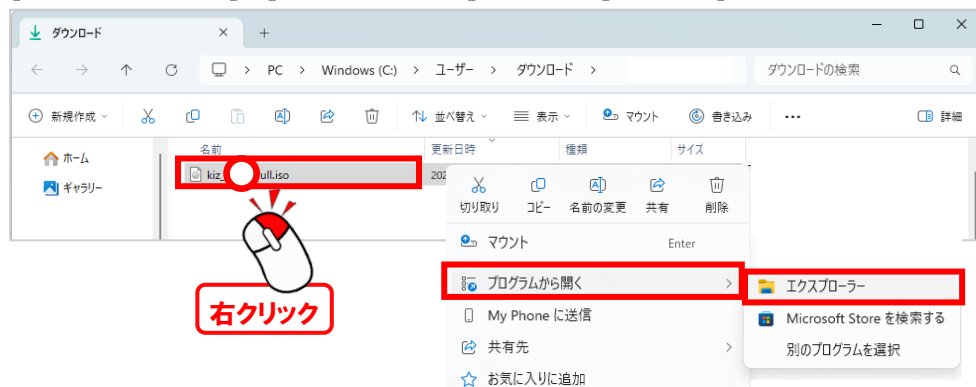 ダウンロード
PC > Windows (C:) > ユーザー > ダウンロード >
ダウンロードの検索
新規作成 並べ替え 表示 マウント 書き込み ... 詳細
ホーム
ギャラリー
名前 更新日時 種類 サイズ
kiz_ ull.iso 202
切り取り コピー 名前の変更 共有 削除
マウント Enter
プログラムから開く >
エクスプローラー
My Phone に送信
Microsoft Store を検索する
共有先 >
別のプログラムを選択
お気に入りに追加
右クリック